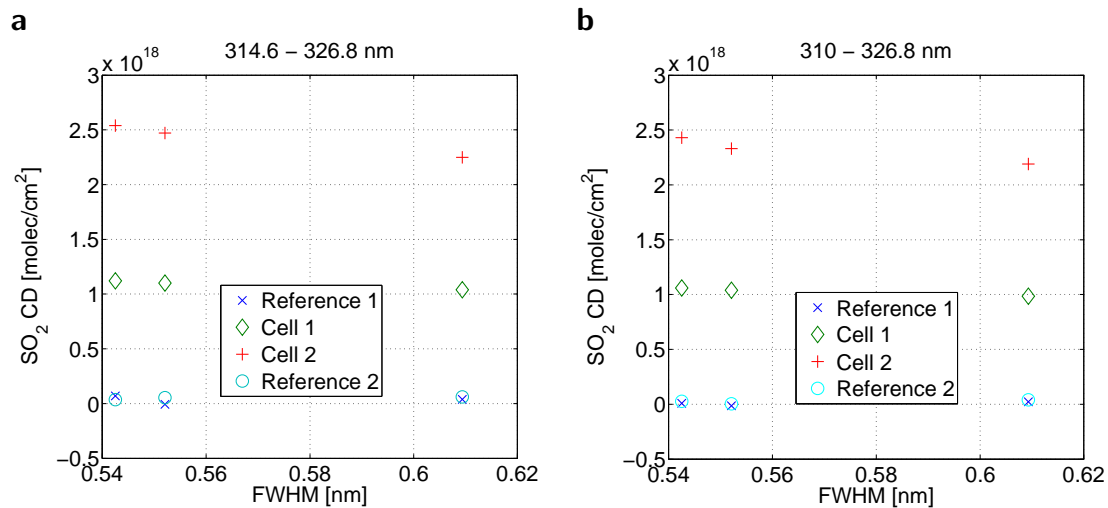 a
314.6 – 326.8 nm
x 10^18
3
2.5
2
1.5
1
0.5
0
−0.5
SO2 CD [molec/cm2]
Reference 1
Cell 1
Cell 2
Reference 2
0.54 0.56 0.58 0.6 0.62
FWHM [nm]
b
310 – 326.8 nm
x 10^18
3
2.5
2
1.5
1
0.5
0
−0.5
SO2 CD [molec/cm2]
Reference 1
Cell 1
Cell 2
Reference 2
0.54 0.56 0.58 0.6 0.62
FWHM [nm]